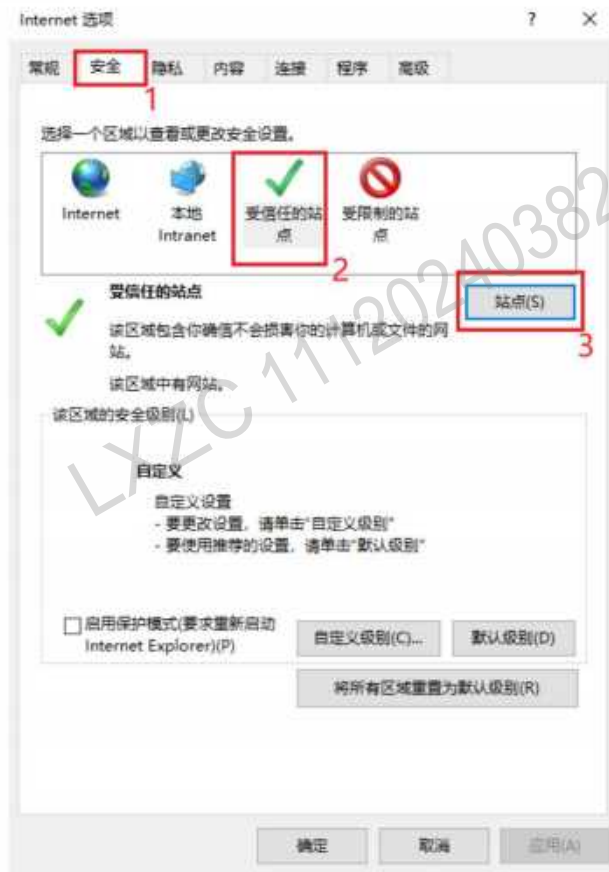 Internet 选项
? ×
常规 安全 隐私 内容 连接 程序 高级
1
选择一个区域以查看或更改安全设置。
Internet 本地 Intranet 受信任的站点 受限制的站点
2
受信任的站点
站点(S)
3
该区域包含你确信不会损害你的计算机或文件的网
站。
该区域中有网站。
该区域的安全级别(L)
自定义
自定义设置
- 要更改设置，请单击"自定义级别"
- 要使用推荐的设置，请单击"默认级别"
启用保护模式(要求重新启动
Internet Explorer)(P)
自定义级别(C)... 默认级别(D)
将所有区域重置为默认级别(R)
确定 取消 应用(A)
LXZC 11120240382